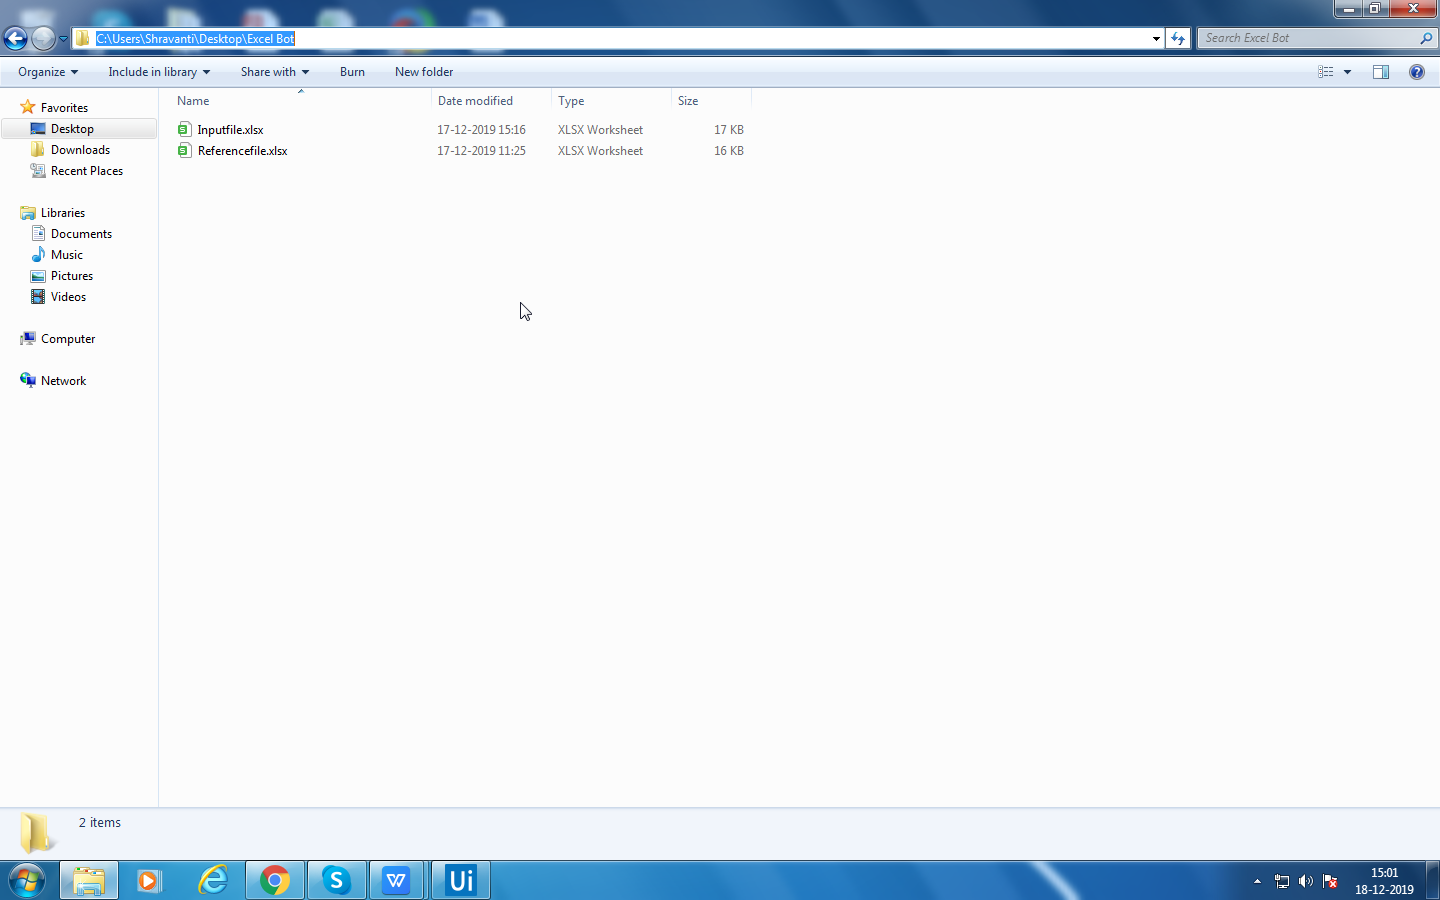 C:\Users\Shravanti\Desktop\Excel Bot
Search Excel Bot
Organize Include in library Share with Burn New folder
Name Date modified Type Size
Favorites
Desktop
Downloads
Recent Places
Libraries
Documents
Music
Pictures
Videos
Computer
Network
Inputfile.xlsx 17-12-2019 15:16 XLSX Worksheet 17 KB
Referencefile.xlsx 17-12-2019 11:25 XLSX Worksheet 16 KB
2 items
S
W
Ui
15:01
18-12-2019